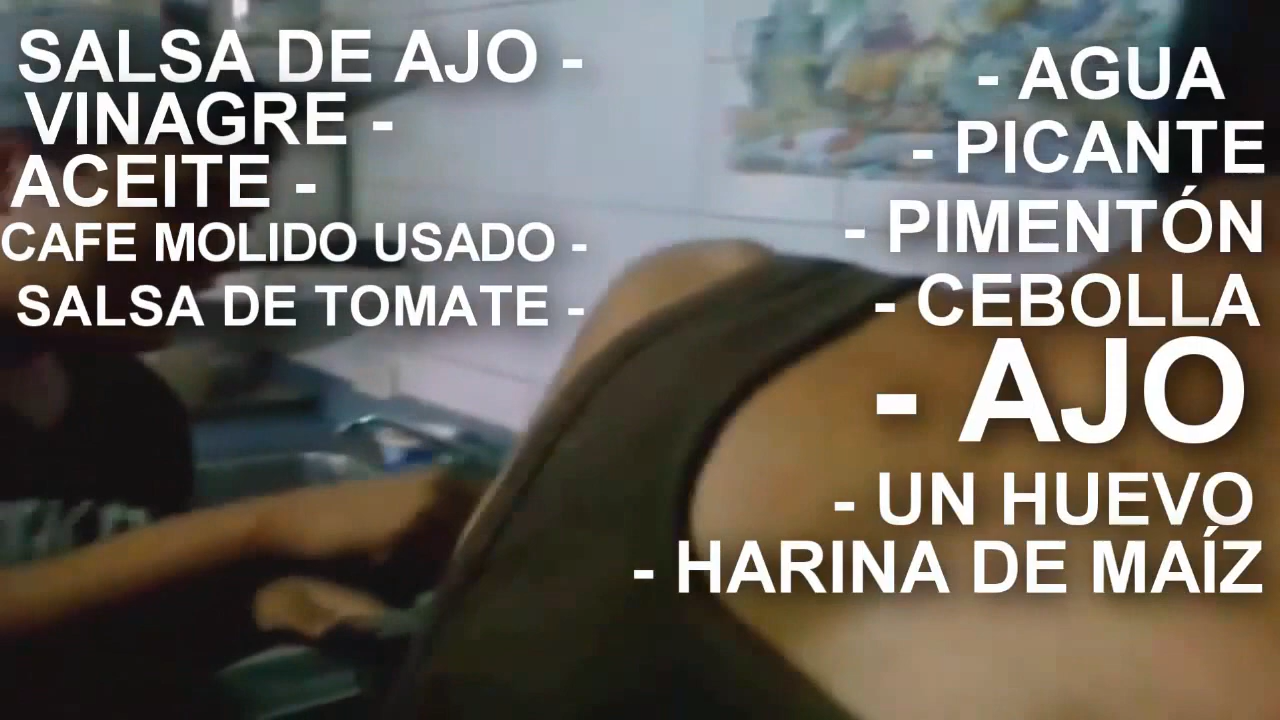 SALSA DE AJO -
VINAGRE -
ACEITE -
CAFE MOLIDO USADO -
SALSA DE TOMATE -
- AGUA
- PICANTE
- PIMENTÓN
- CEBOLLA
- AJO
- UN HUEVO
- HARINA DE MAÍZ